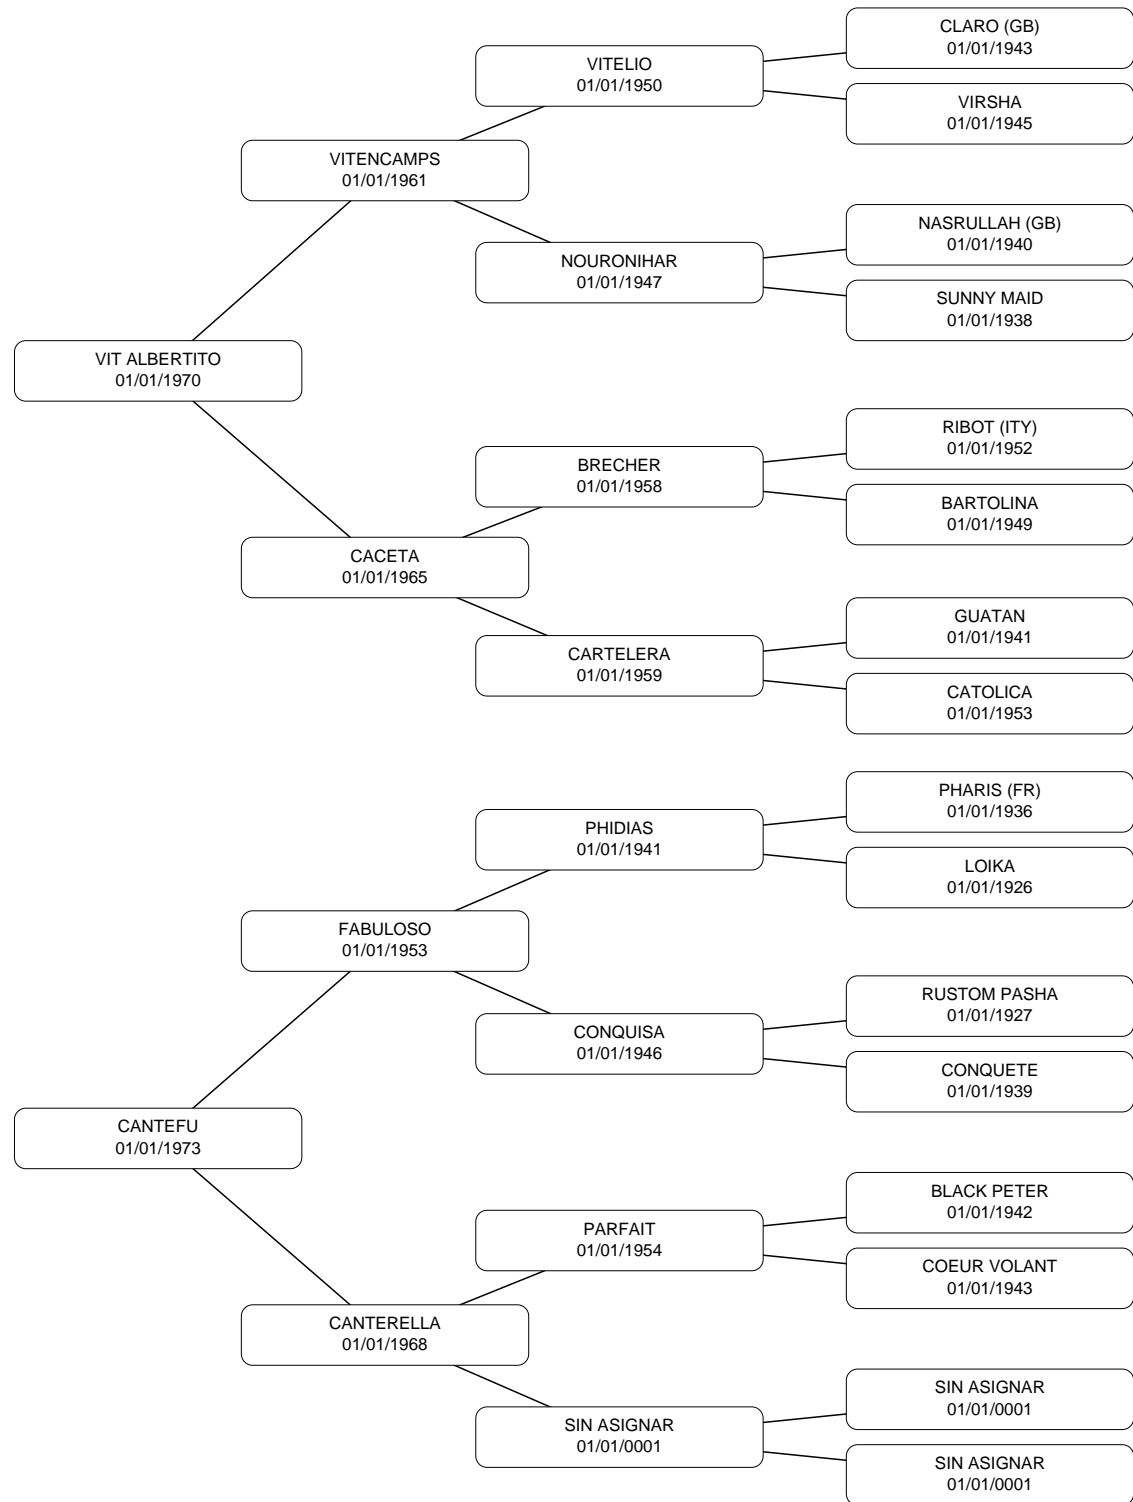 CLARO (GB)
01/01/1943
VITELIO
01/01/1950
VIRSHA
01/01/1945
VITENCAMPS
01/01/1961
NASRULLAH (GB)
01/01/1940
NOURONIHAR
01/01/1947
SUNNY MAID
01/01/1938
VIT ALBERTITO
01/01/1970
RIBOT (ITY)
01/01/1952
BRECHER
01/01/1958
BARTOLINA
01/01/1949
CACETA
01/01/1965
GUATAN
01/01/1941
CARTELERA
01/01/1959
CATOLICA
01/01/1953
PHARIS (FR)
01/01/1936
PHIDIAS
01/01/1941
LOIKA
01/01/1926
FABULOSO
01/01/1953
RUSTOM PASHA
01/01/1927
CONQUISA
01/01/1946
CONQUETE
01/01/1939
CANTEFU
01/01/1973
BLACK PETER
01/01/1942
PARFAIT
01/01/1954
COEUR VOLANT
01/01/1943
CANTERELLA
01/01/1968
SIN ASIGNAR
01/01/0001
SIN ASIGNAR
01/01/0001
SIN ASIGNAR
01/01/0001